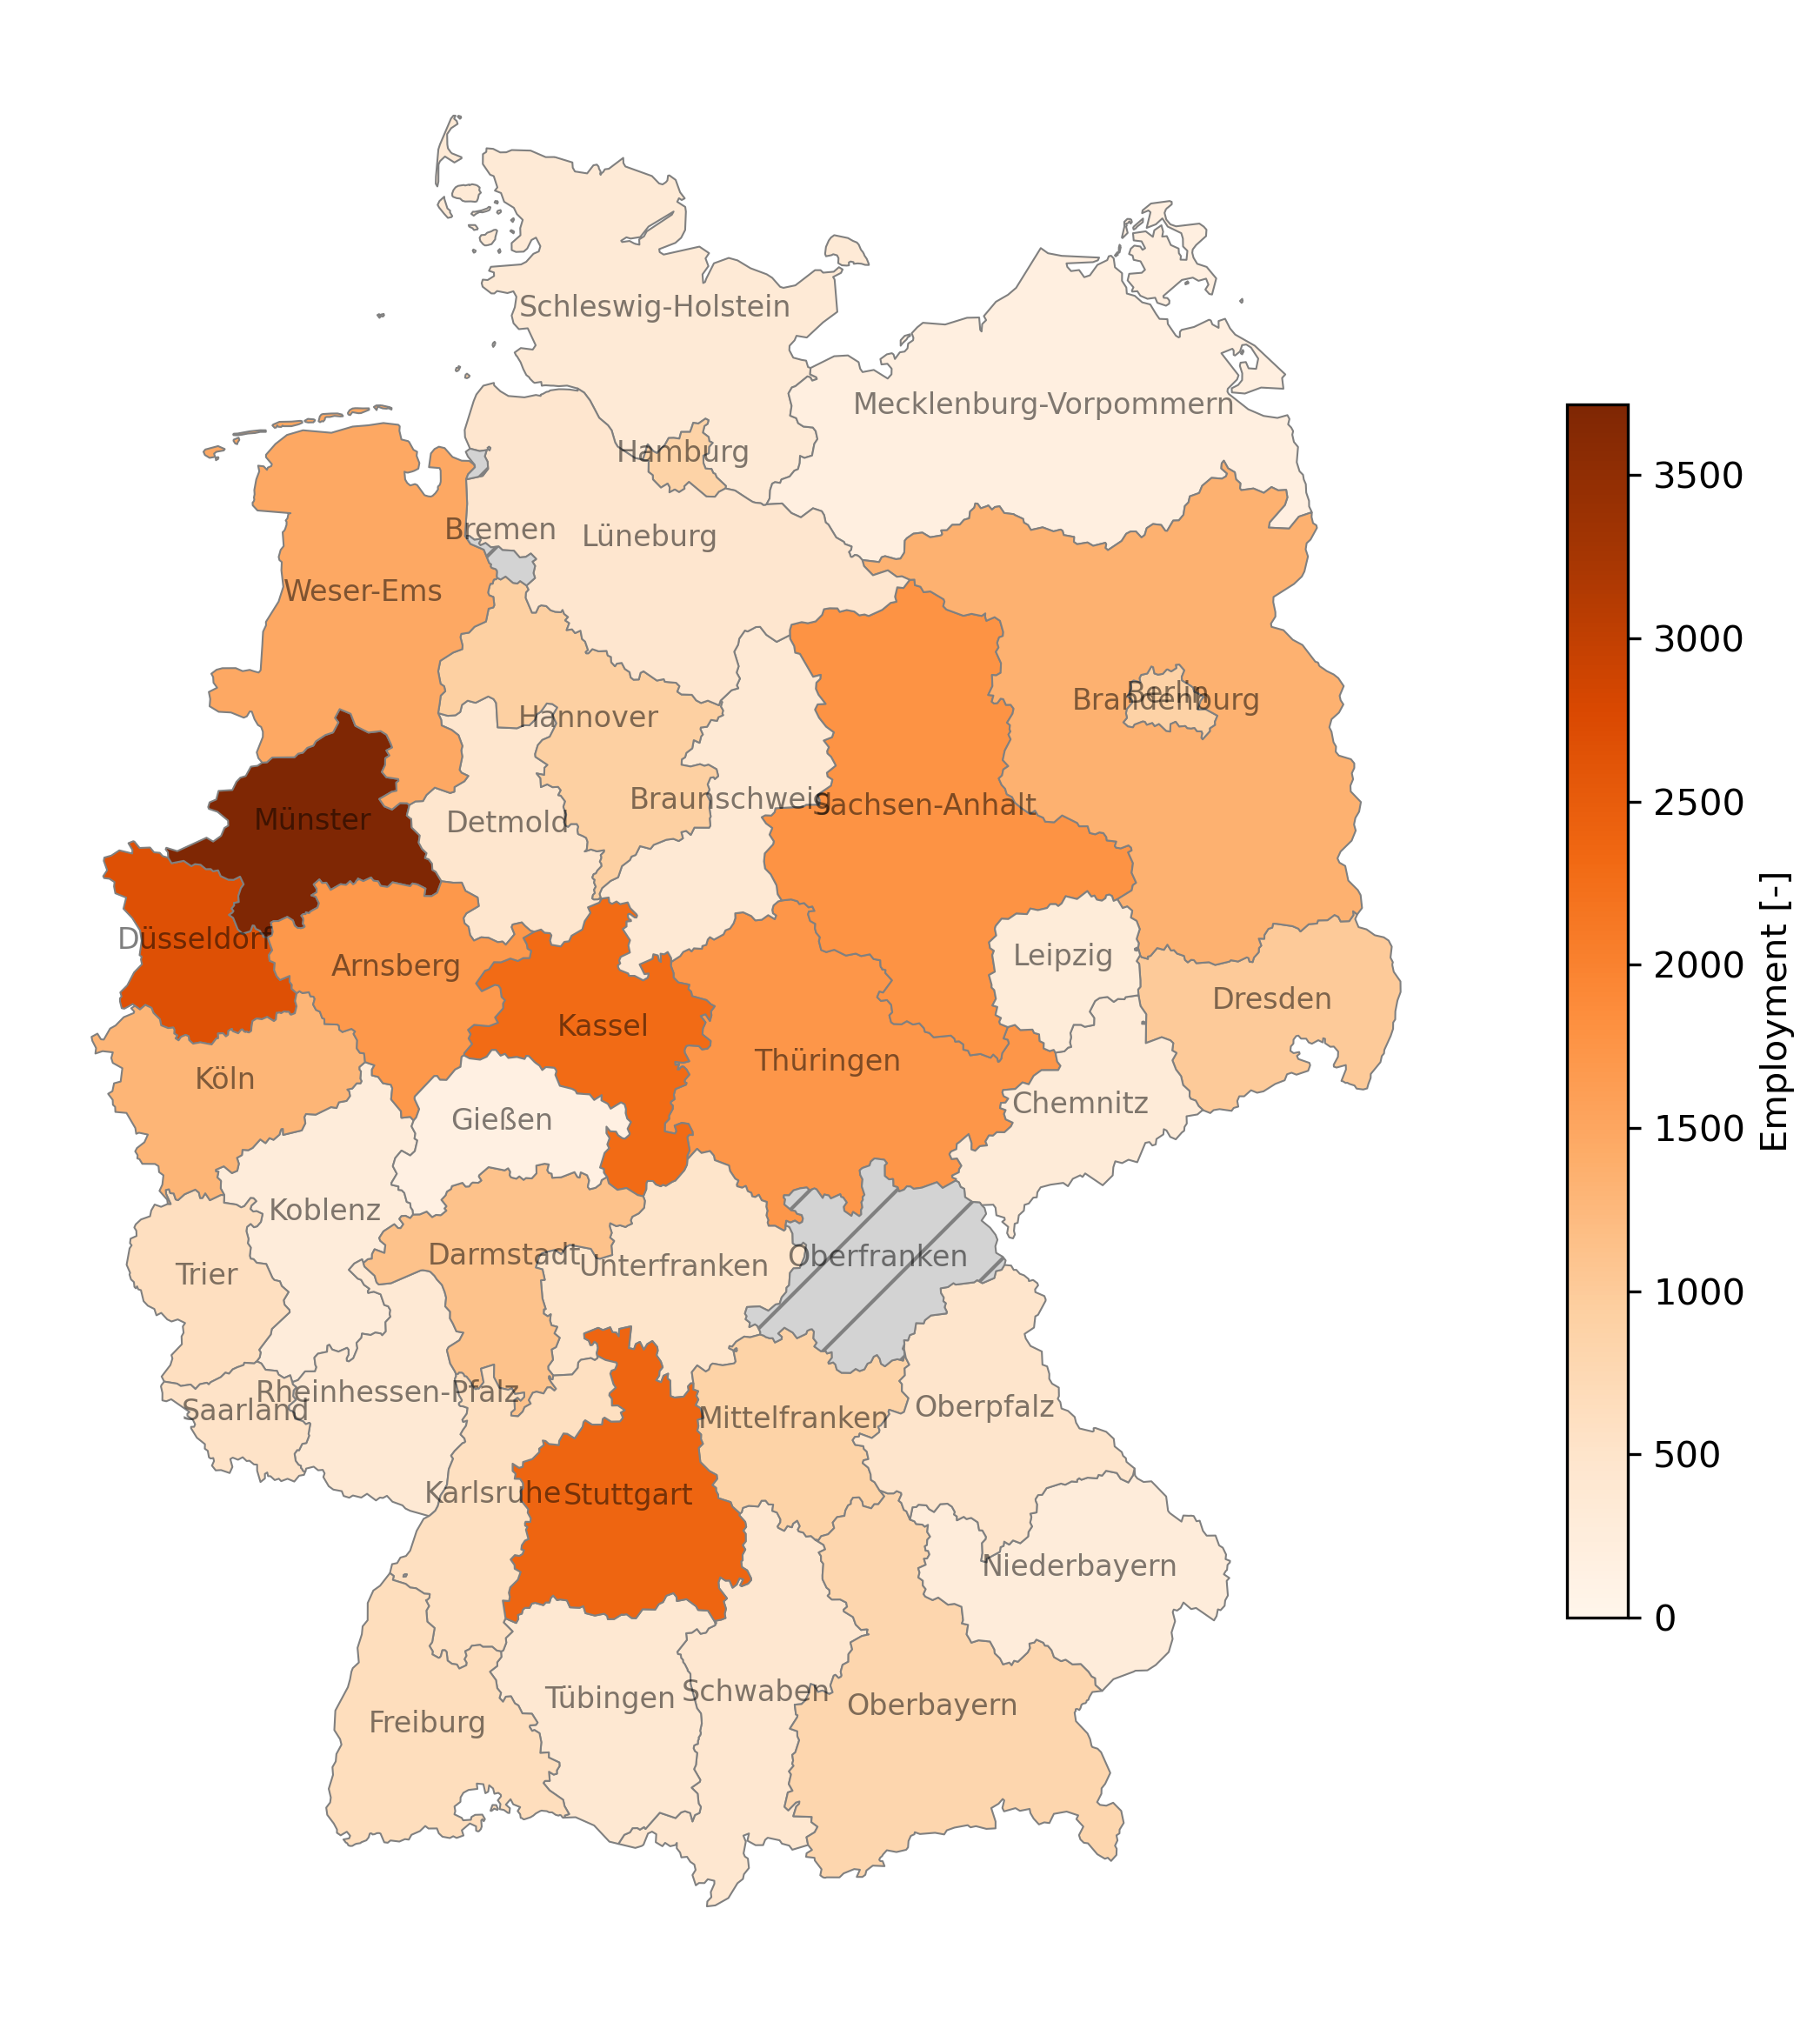 Schleswig-Holstein
Mecklenburg-Vorpommern
Hamburg
Bremen
Lüneburg
Weser-Ems
Berlin
Brandenburg
Hannover
Braunschweig
Sachsen-Anhalt
Münster
Detmold
Düsseldorf
Arnsberg
Leipzig
Dresden
Kassel
Thüringen
Köln
Chemnitz
Gießen
Koblenz
Darmstadt
Unterfranken
Oberfranken
Trier
Rheinhessen-Pfalz
Saarland
Mittelfranken
Oberpfalz
Karlsruhe
Stuttgart
Niederbayern
Tübingen
Schwaben
Oberbayern
Freiburg
3500
3000
2500
2000
1500
1000
500
0
Employment [-]